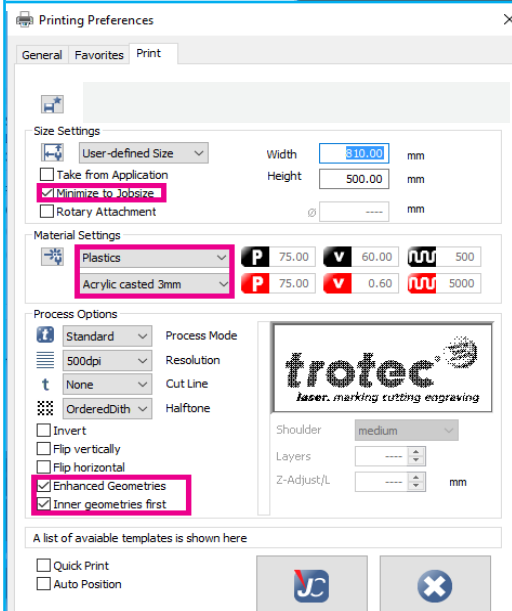 Printing Preferences
General Favorites Print
Size Settings
User-defined Size Width 810.00 mm
Take from Application Height 500.00 mm
Minimize to Jobsize
Rotary Attachment ø ---- mm
Material Settings
Plastics P 75.00 V 60.00 500
Acrylic casted 3mm P 75.00 V 0.60 5000
Process Options
t Standard Process Mode
500dpi Resolution
t None Cut Line
OrderedDith Halftone
trotec
laser. marking cutting engraving
Invert Shoulder medium
Flip vertically Layers ----
Flip horizontal Z-Adjust/L ---- mm
Enhanced Geometries
Inner geometries first
A list of avaiable templates is shown here
Quick Print
Auto Position
JC